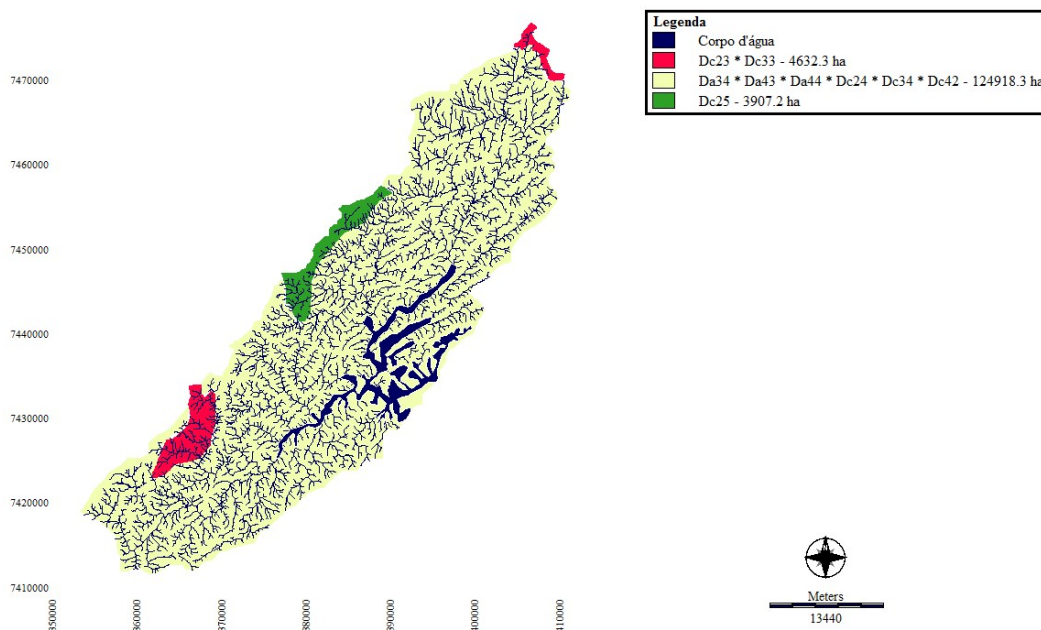 Legenda
Corpo d'água
Dc23 * Dc33 - 4632.3 ha
Da34 * Da43 * Da44 * Dc24 * Dc34 * Dc42 - 124918.3 ha
Dc25 - 3907.2 ha
7470000
7460000
7450000
7440000
7430000
7420000
7410000
350000
360000
370000
380000
390000
400000
410000
Meters
13440